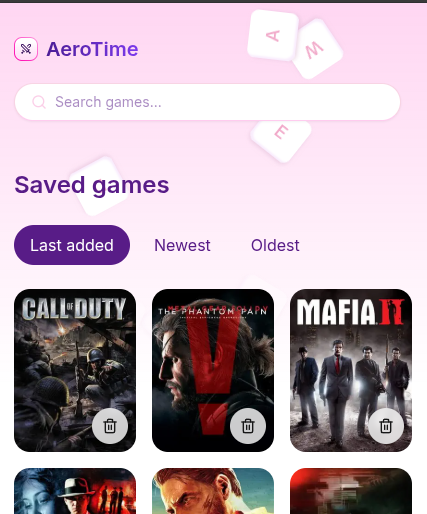 A
W
AeroTime
Search games...
E
Saved games
Last added
Newest
Oldest
CALL OF DUTY
THE PHANTOM PAIN
MAFIA II